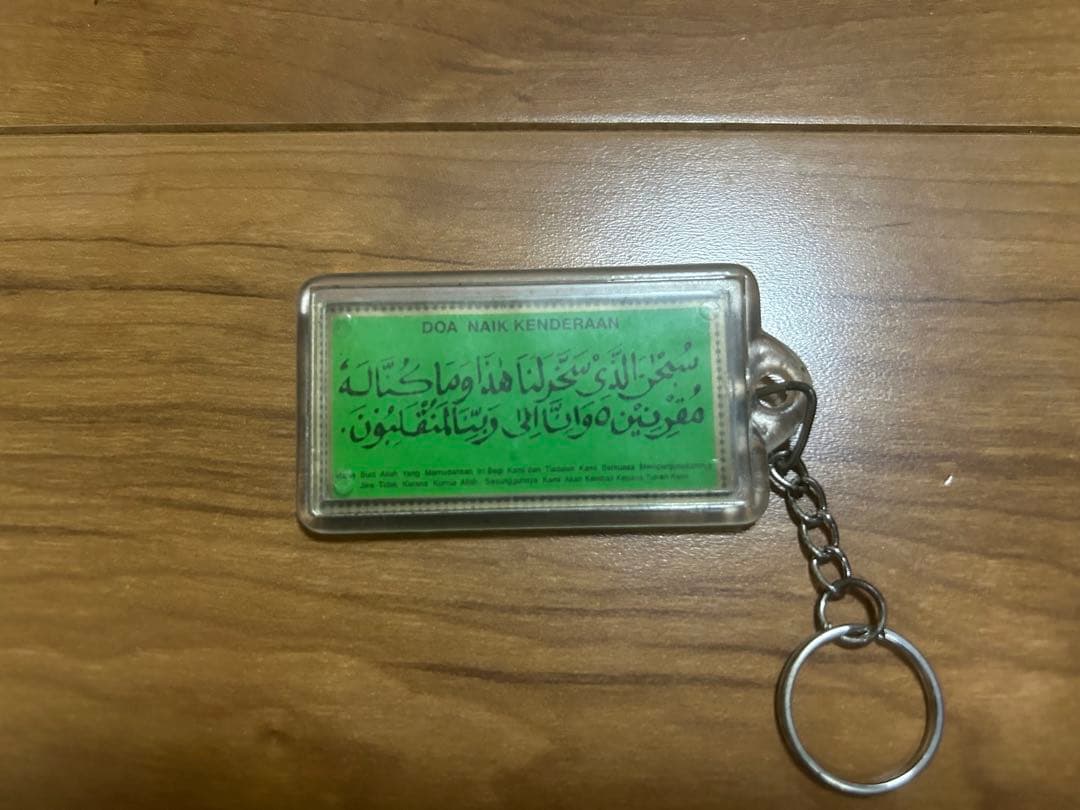 DOA NAIK KENDERAAN
سُبْحٰنَ الَّذِيْ سَخَّرَلَنَا هٰذَا وَمَا كُنَّا لَهٗ
مُقْرِنِيْنَ ٥ وَاِنَّا اِلٰى رَبِّنَا لَمُنْقَلِبُوْنَ.
Suci Allah Yang Memudahkan Ini Bagi Kami dan Tiadalah Kami Berkuasa
Jika Tidak Karena Kurnia Allah. Sesungguhnya Kami Akan Kembali Kepada Tuhan Kami